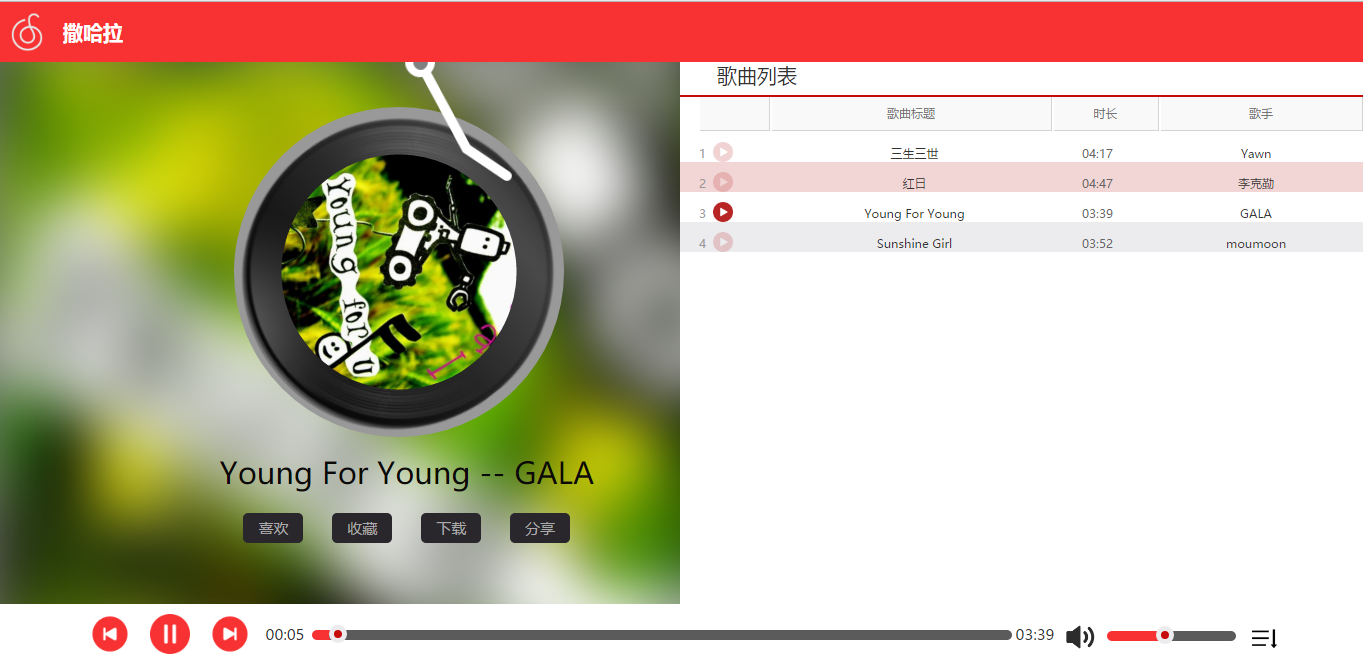 撒哈拉
Young for U
Young For Young -- GALA
喜欢 收藏 下载 分享
歌曲列表
歌曲标题 时长 歌手
1 三生三世 04:17 Yawn
2 红日 04:47 李克勤
3 Young For Young 03:39 GALA
4 Sunshine Girl 03:52 moumoon
00:05 03:39